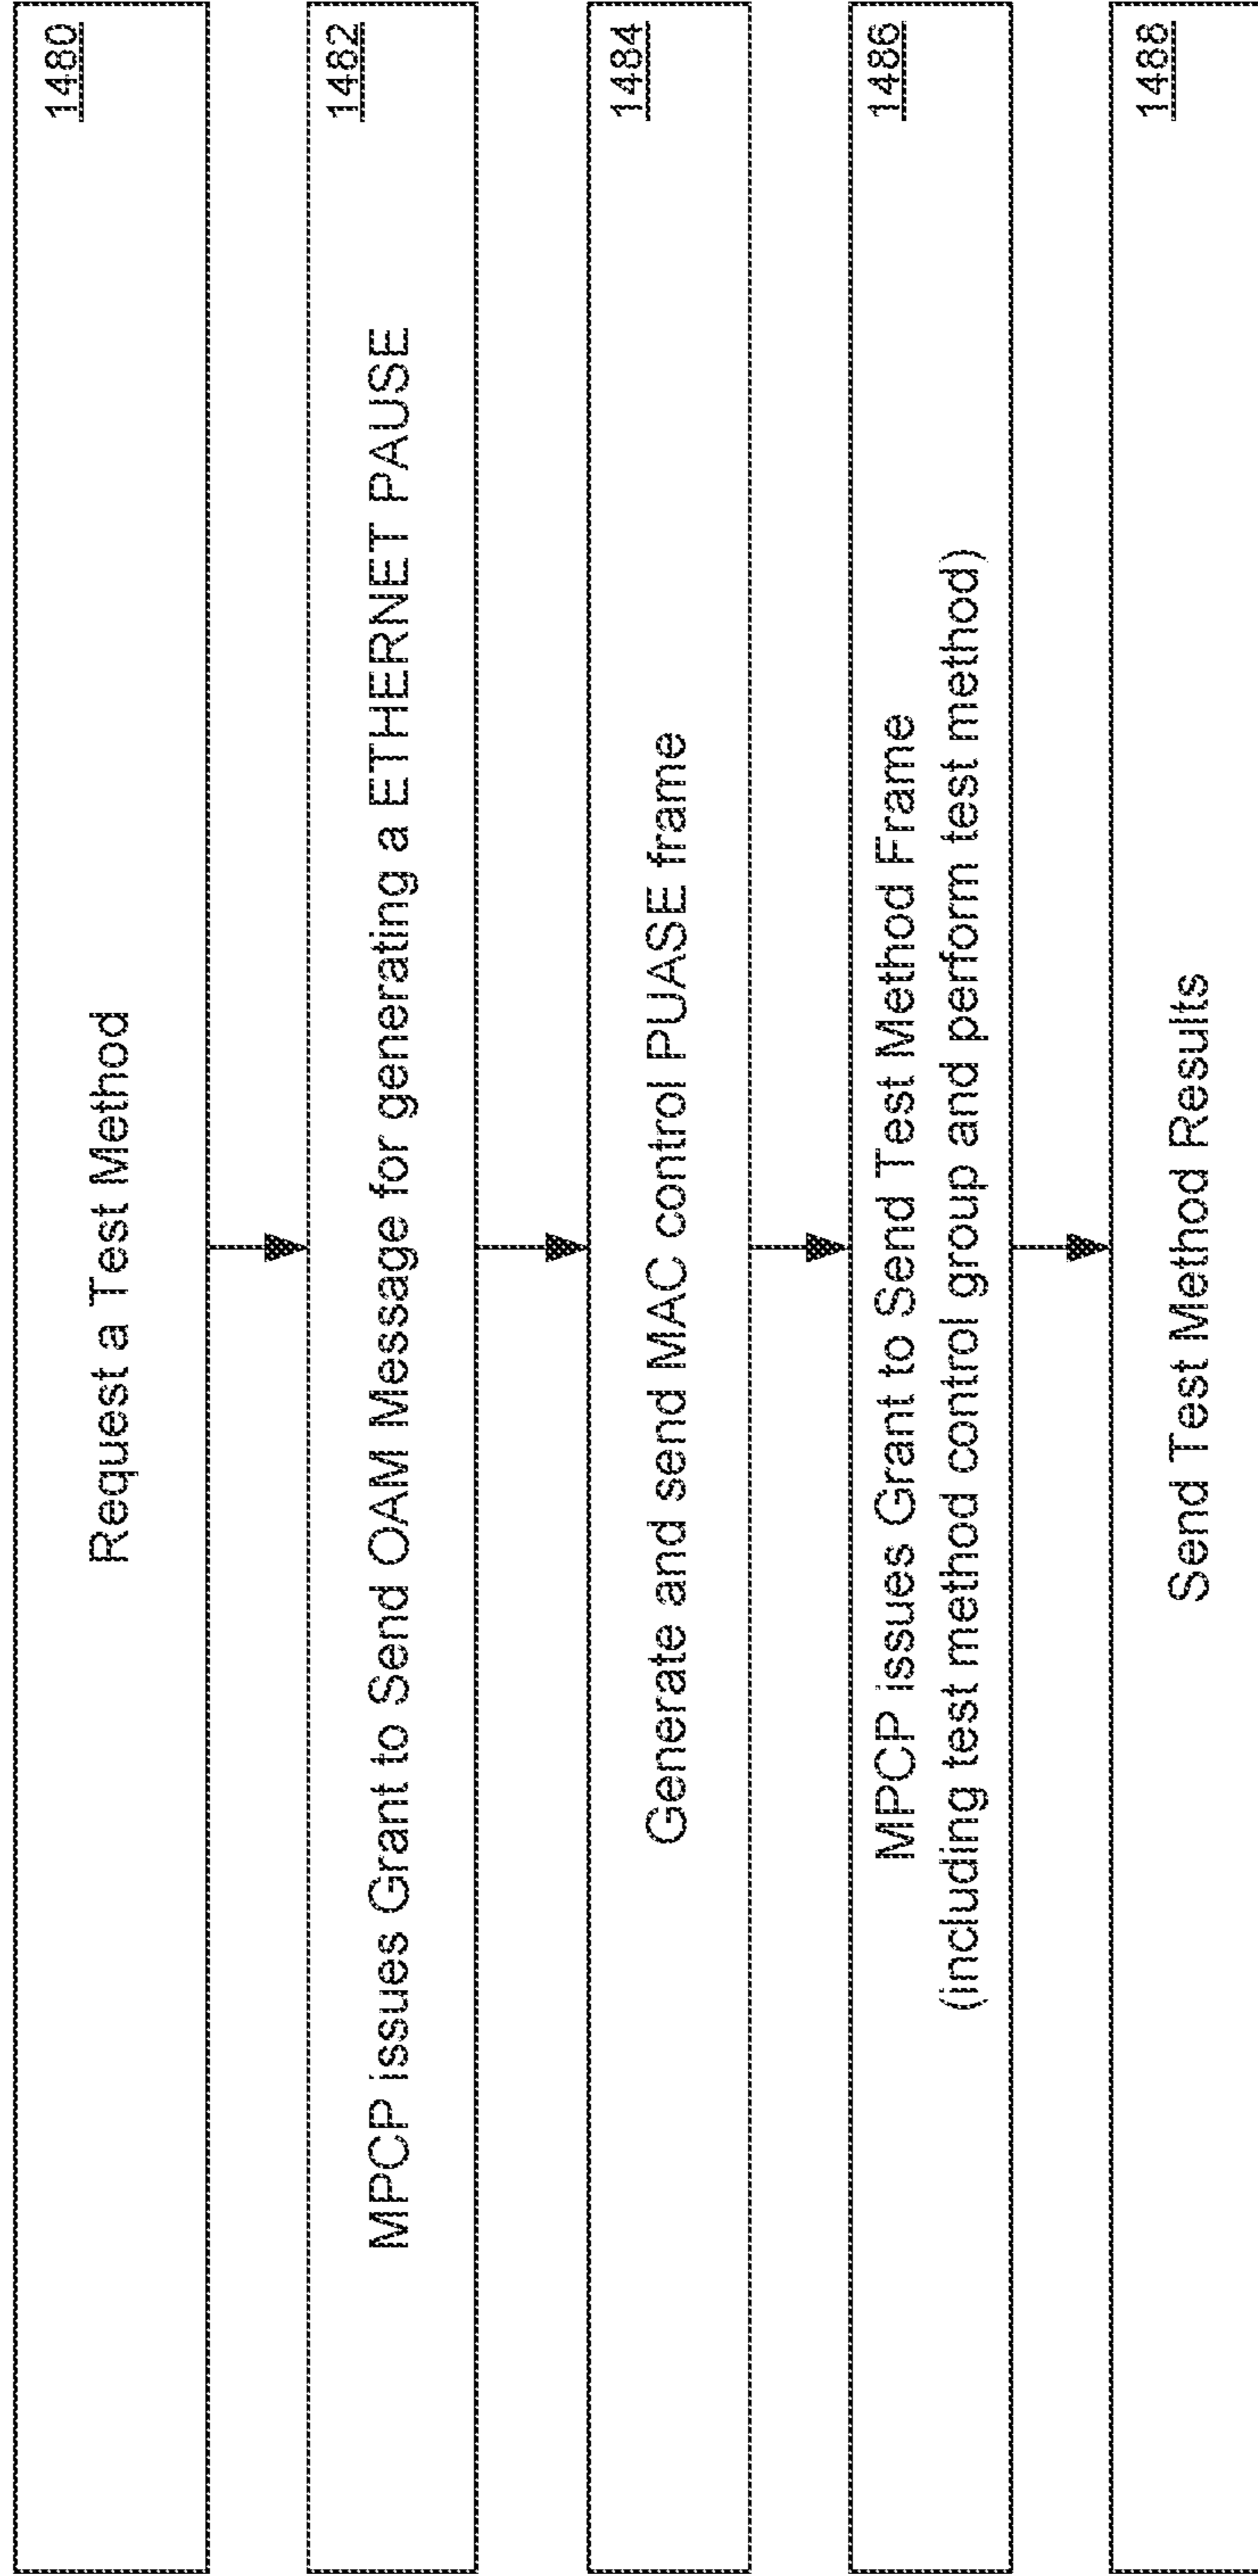 1480
Request a Test Method
1482
MPCP issues Grant to Send OAM Message for generating a ETHERNET PAUSE
1484
Generate and send MAC control PUASE frame
1486
MPCP issues Grant to Send Test Method Frame
(including test method control group and perform test method)
1488
Send Test Method Results